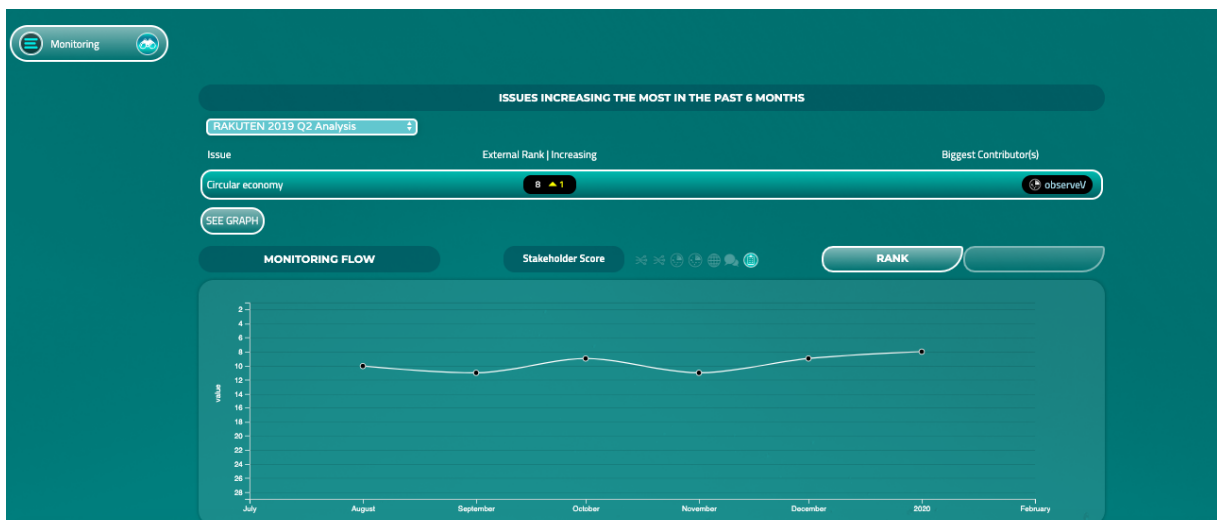 Monitoring
ISSUES INCREASING THE MOST IN THE PAST 6 MONTHS
RAKUTEN 2019 Q2 Analysis
Issue External Rank | Increasing Biggest Contributor(s)
Circular economy 8 1 observeV
SEE GRAPH
MONITORING FLOW Stakeholder Score RANK
2
4
6
8
10
12
14
16
18
20
22
24
26
28
value
July August September October November December 2020 February